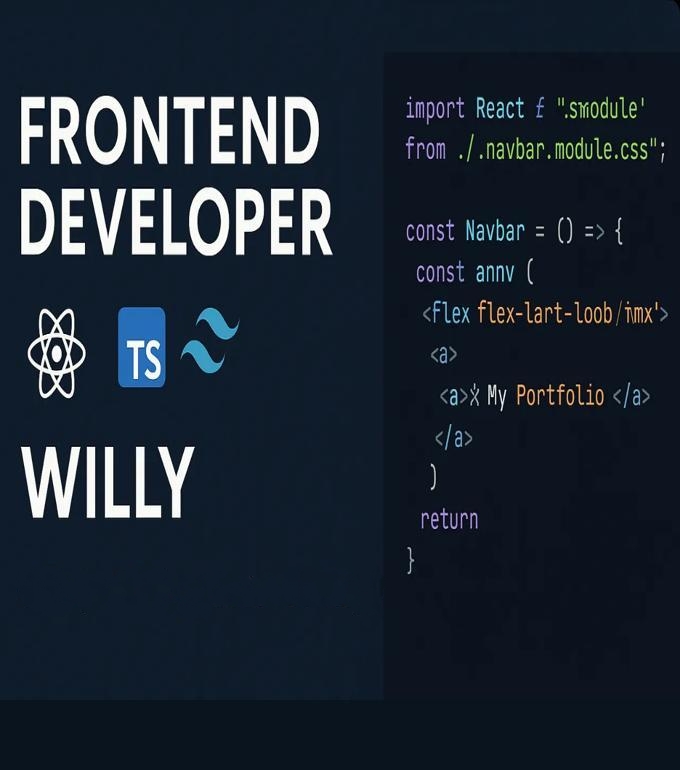 FRONTEND
DEVELOPER
TS
WILLY
import React f
from ./.navbar.module.css";
const Navbar = () => {
const annv (
<flex flex-lart-loob
<a>
<a> My Portfolio </a>
</a>
)
return
}